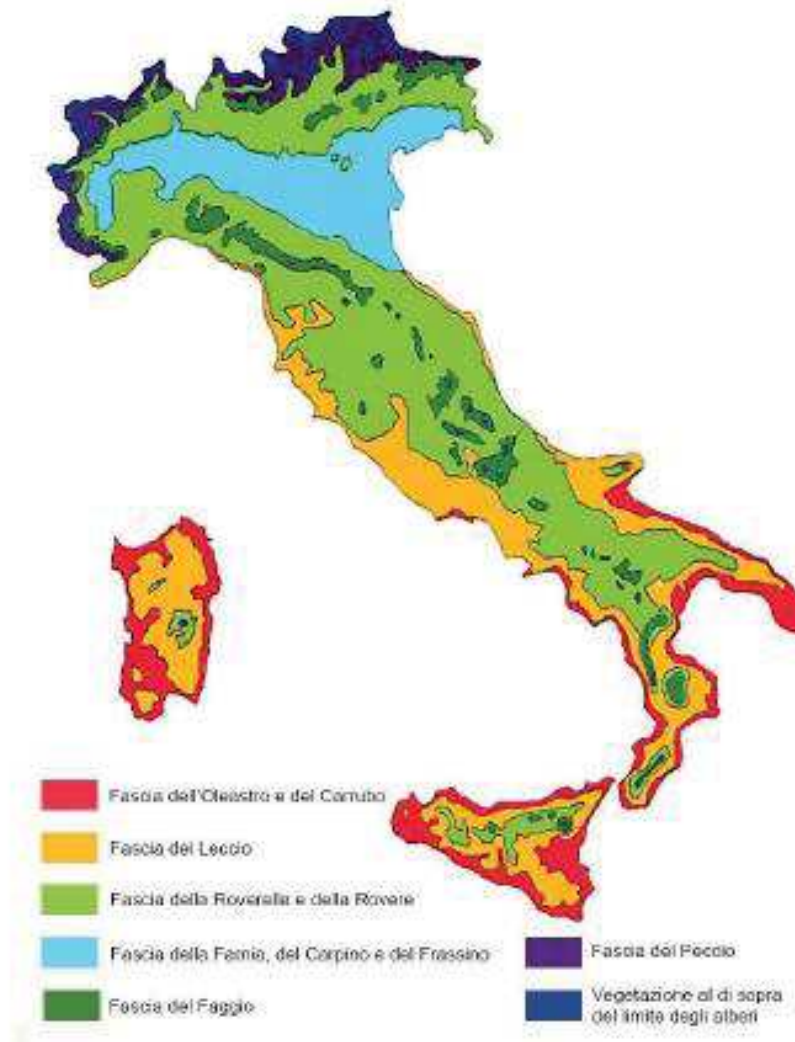 Fascia dell'Oleastro e del Carrubo
Fascia del Leccio
Fascia della Roverella e della Rovere
Fascia della Farnia, del Carpino e del Frassino
Fascia del Faggio
Fascia del Peccio
Vegetazione al di sopra
del limite degli alberi